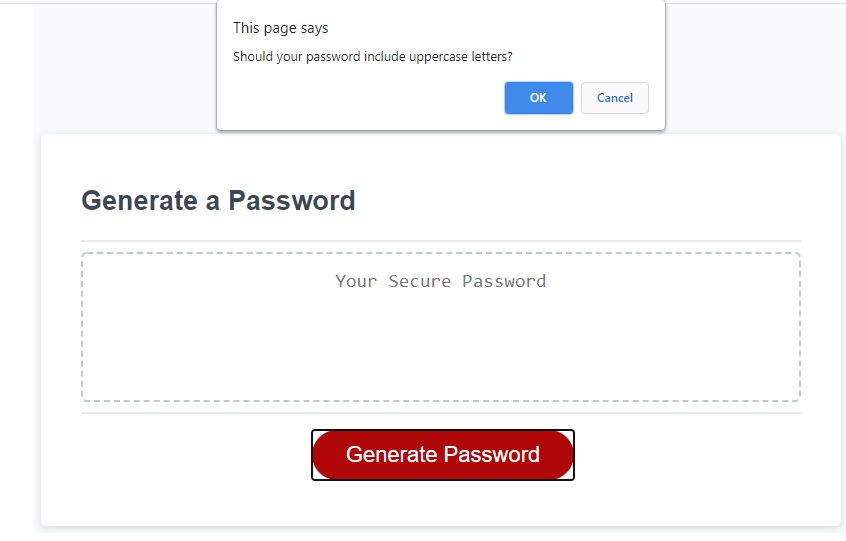 This page says
Should your password include uppercase letters?
OK
Cancel
Generate a Password
Your Secure Password
Generate Password